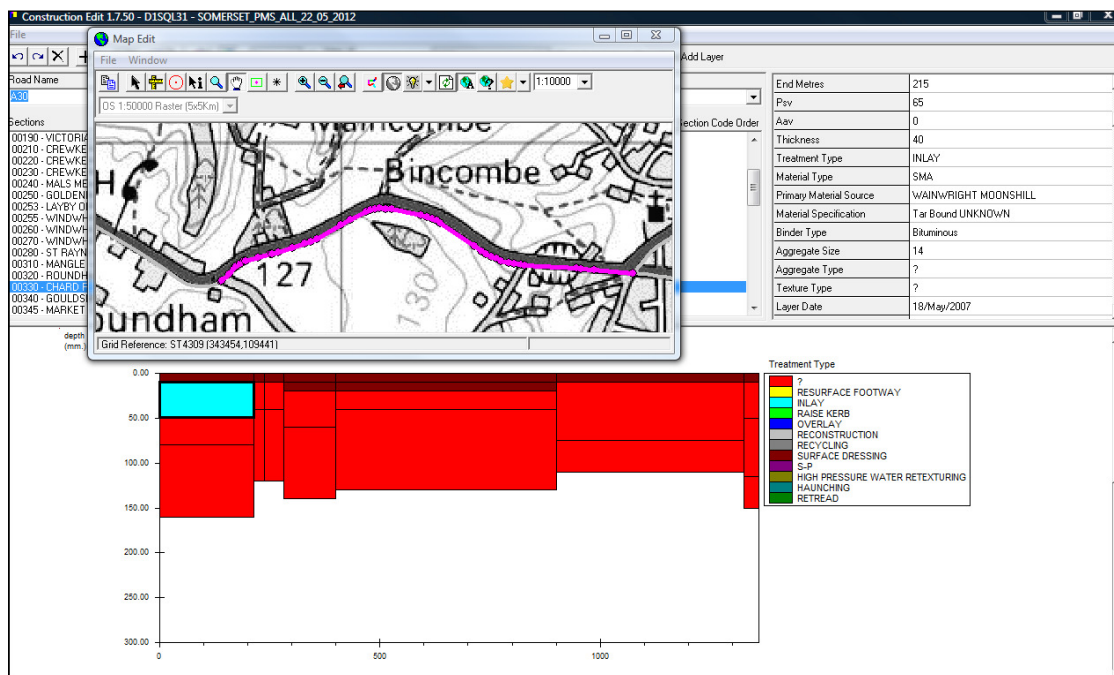 Construction Edit 1.7.50 - D1SQL31 - SOMERSET_PMS_ALL_22_05_2012
File
Add Layer
Road Name
A30
Sections
Section Code Order
00190 - VICTORIA
00210 - CREWKE
00220 - CREWKE
00230 - CREWKE
00240 - MALS ME
00250 - GOLDEN
00253 - LAYBY O
00255 - WINDWH
00260 - WINDWH
00270 - WINDWH
00280 - ST RAYN
00310 - MANGLE
00320 - ROUNDH
00330 - CHARD F
00340 - GOULDS
00345 - MARKET
Map Edit
File Window
1:10000
OS 1:50000 Raster (5x5Km)
Maincombe
Bincombe
H
127
130
oundham
Grid Reference: ST4309 (343454,109441)
End Metres 215
Psv 65
Aav 0
Thickness 40
Treatment Type INLAY
Material Type SMA
Primary Material Source WAINWRIGHT MOONSHILL
Material Specification Tar Bound UNKNOWN
Binder Type Bituminous
Aggregate Size 14
Aggregate Type ?
Texture Type ?
Layer Date 18/May/2007
depth
(mm.)
0.00
50.00
100.00
150.00
200.00
250.00
300.00
0 500 1000
Treatment Type
?
RESURFACE FOOTWAY
INLAY
RAISE KERB
OVERLAY
RECONSTRUCTION
RECYCLING
SURFACE DRESSING
S-P
HIGH PRESSURE WATER RETEXTURING
HAUNCHING
RETREAD